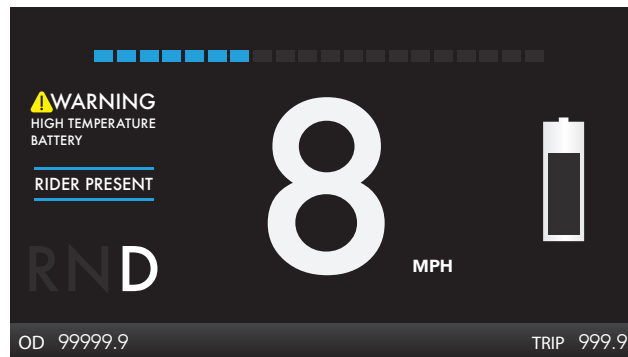 WARNING
HIGH TEMPERATURE
BATTERY
RIDER PRESENT
8
MPH
RND
OD 99999.9
TRIP 999.9